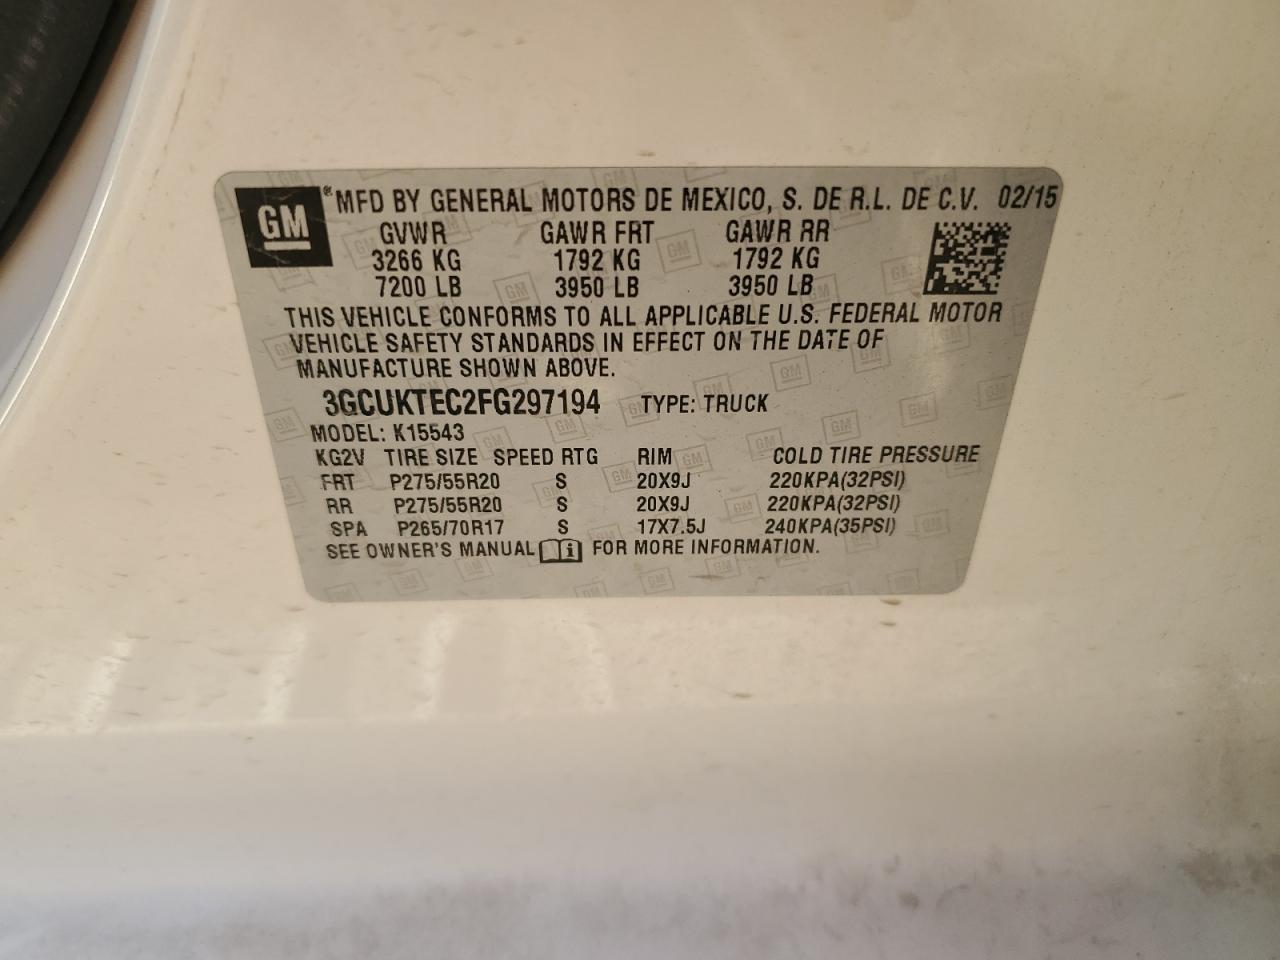 GM ® MFD BY GENERAL MOTORS DE MEXICO, S. DE R.L. DE C.V. 02/15
GVWR GAWR FRT GAWR RR
3266 KG 1792 KG 1792 KG
7200 LB 3950 LB 3950 LB
THIS VEHICLE CONFORMS TO ALL APPLICABLE U.S. FEDERAL MOTOR
VEHICLE SAFETY STANDARDS IN EFFECT ON THE DATE OF
MANUFACTURE SHOWN ABOVE.
3GCUKTEC2FG297194 TYPE: TRUCK
MODEL: K15543
KG2V TIRE SIZE SPEED RTG RIM COLD TIRE PRESSURE
FRT P275/55R20 S 20X9J 220KPA(32PSI)
RR P275/55R20 S 20X9J 220KPA(32PSI)
SPA P265/70R17 S 17X7.5J 240KPA(35PSI)
SEE OWNER'S MANUAL i FOR MORE INFORMATION.